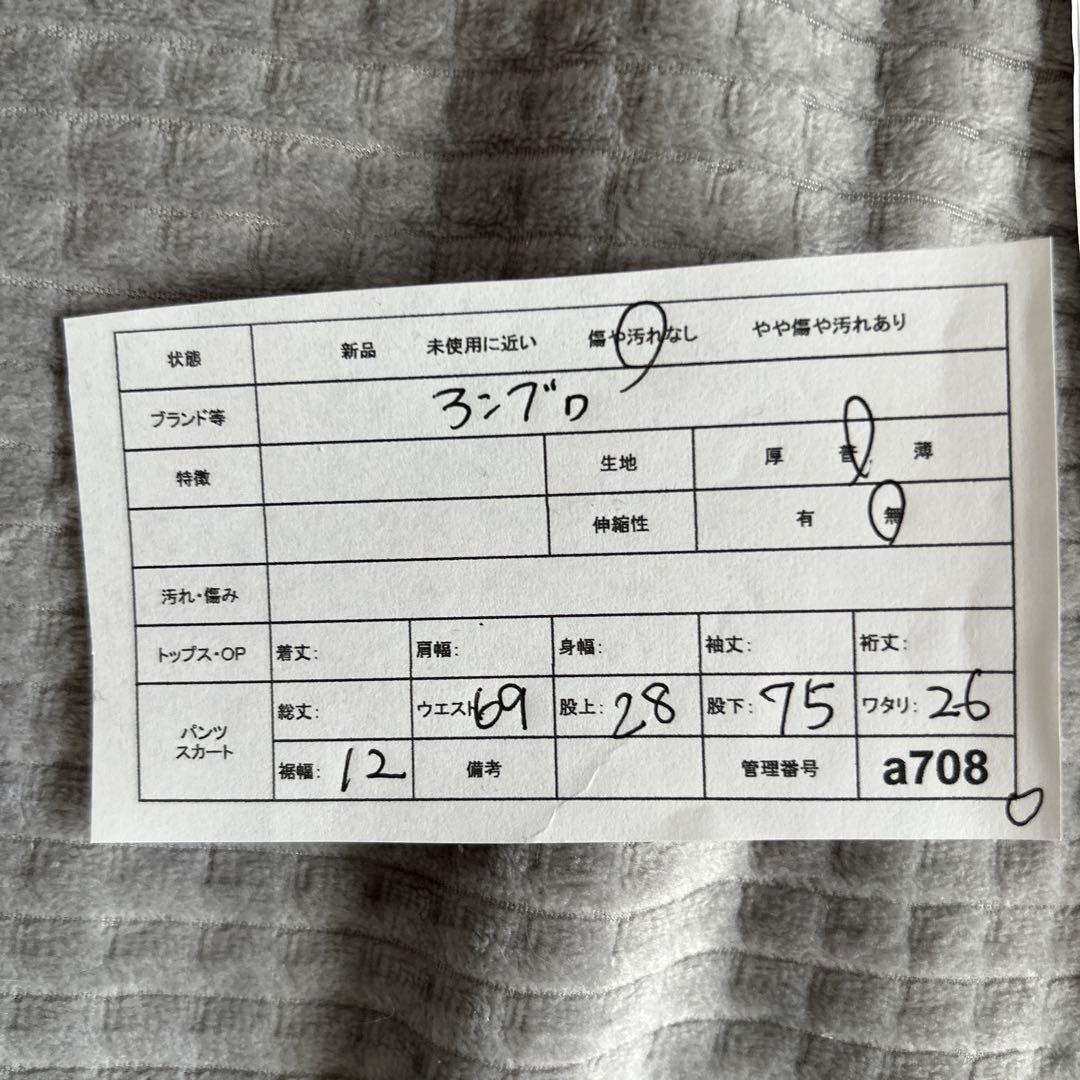 状態 新品 未使用に近い 傷や汚れなし やや傷や汚れあり
ブランド等 ろンブロ
特徴 生地 厚 普 薄
伸縮性 有 無
汚れ・傷み
トップス・OP 着丈: 肩幅: 身幅: 袖丈: 裄丈:
パンツ スカート 総丈: ウエスト 69 股上: 28 股下: 75 ワタリ: 26
裾幅: 12 備考 管理番号 a708